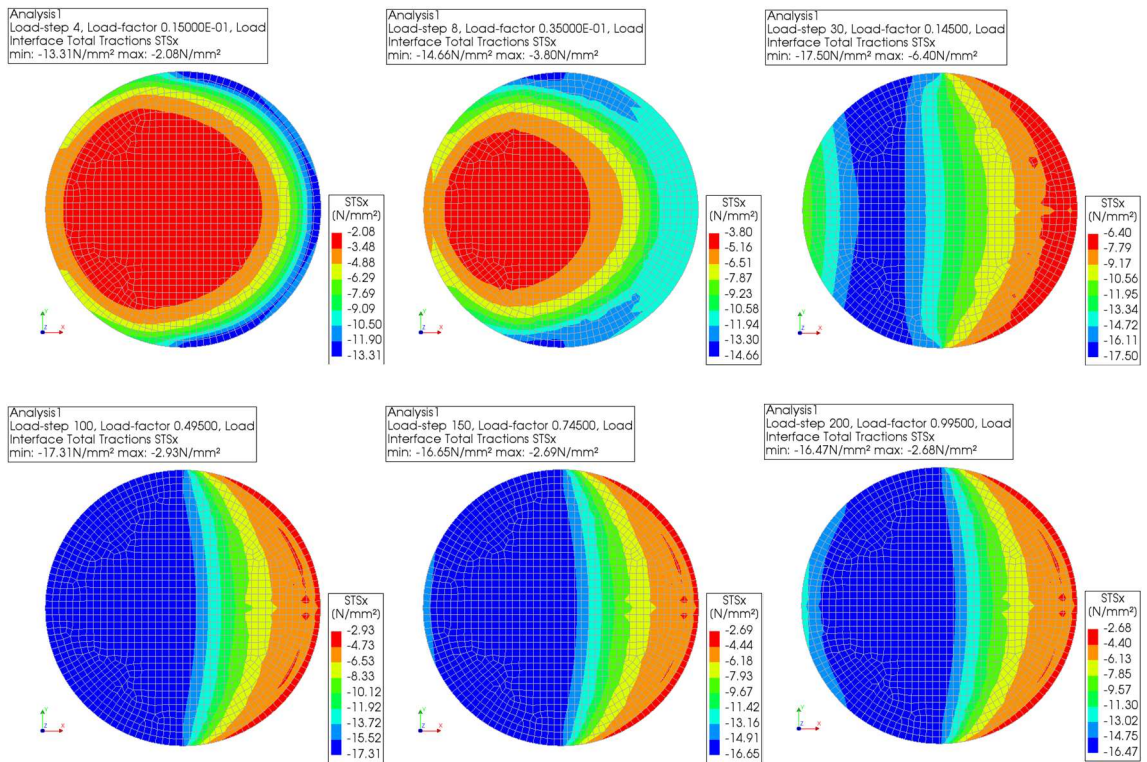 Analysis1
Load-step 4, Load-factor 0.15000E-01, Load
Interface Total Tractions STSx
min: -13.31N/mm² max: -2.08N/mm²
STSx
(N/mm²)
-2.08
-3.48
-4.88
-6.29
-7.69
-9.09
-10.50
-11.90
-13.31
Y
Z
X
Analysis1
Load-step 8, Load-factor 0.35000E-01, Load
Interface Total Tractions STSx
min: -14.66N/mm² max: -3.80N/mm²
STSx
(N/mm²)
-3.80
-5.16
-6.51
-7.87
-9.23
-10.58
-11.94
-13.30
-14.66
Y
Z
X
Analysis1
Load-step 30, Load-factor 0.14500, Load
Interface Total Tractions STSx
min: -17.50N/mm² max: -6.40N/mm²
STSx
(N/mm²)
-6.40
-7.79
-9.17
-10.56
-11.95
-13.34
-14.72
-16.11
-17.50
Y
Z
X
Analysis1
Load-step 100, Load-factor 0.49500, Load
Interface Total Tractions STSx
min: -17.31N/mm² max: -2.93N/mm²
STSx
(N/mm²)
-2.93
-4.73
-6.53
-8.33
-10.12
-11.92
-13.72
-15.52
-17.31
Y
Z
X
Analysis1
Load-step 150, Load-factor 0.74500, Load
Interface Total Tractions STSx
min: -16.65N/mm² max: -2.69N/mm²
STSx
(N/mm²)
-2.69
-4.44
-6.18
-7.93
-9.67
-11.42
-13.16
-14.91
-16.65
Y
Z
X
Analysis1
Load-step 200, Load-factor 0.99500, Load
Interface Total Tractions STSx
min: -16.47N/mm² max: -2.68N/mm²
STSx
(N/mm²)
-2.68
-4.40
-6.13
-7.85
-9.57
-11.30
-13.02
-14.75
-16.47
Y
Z
X